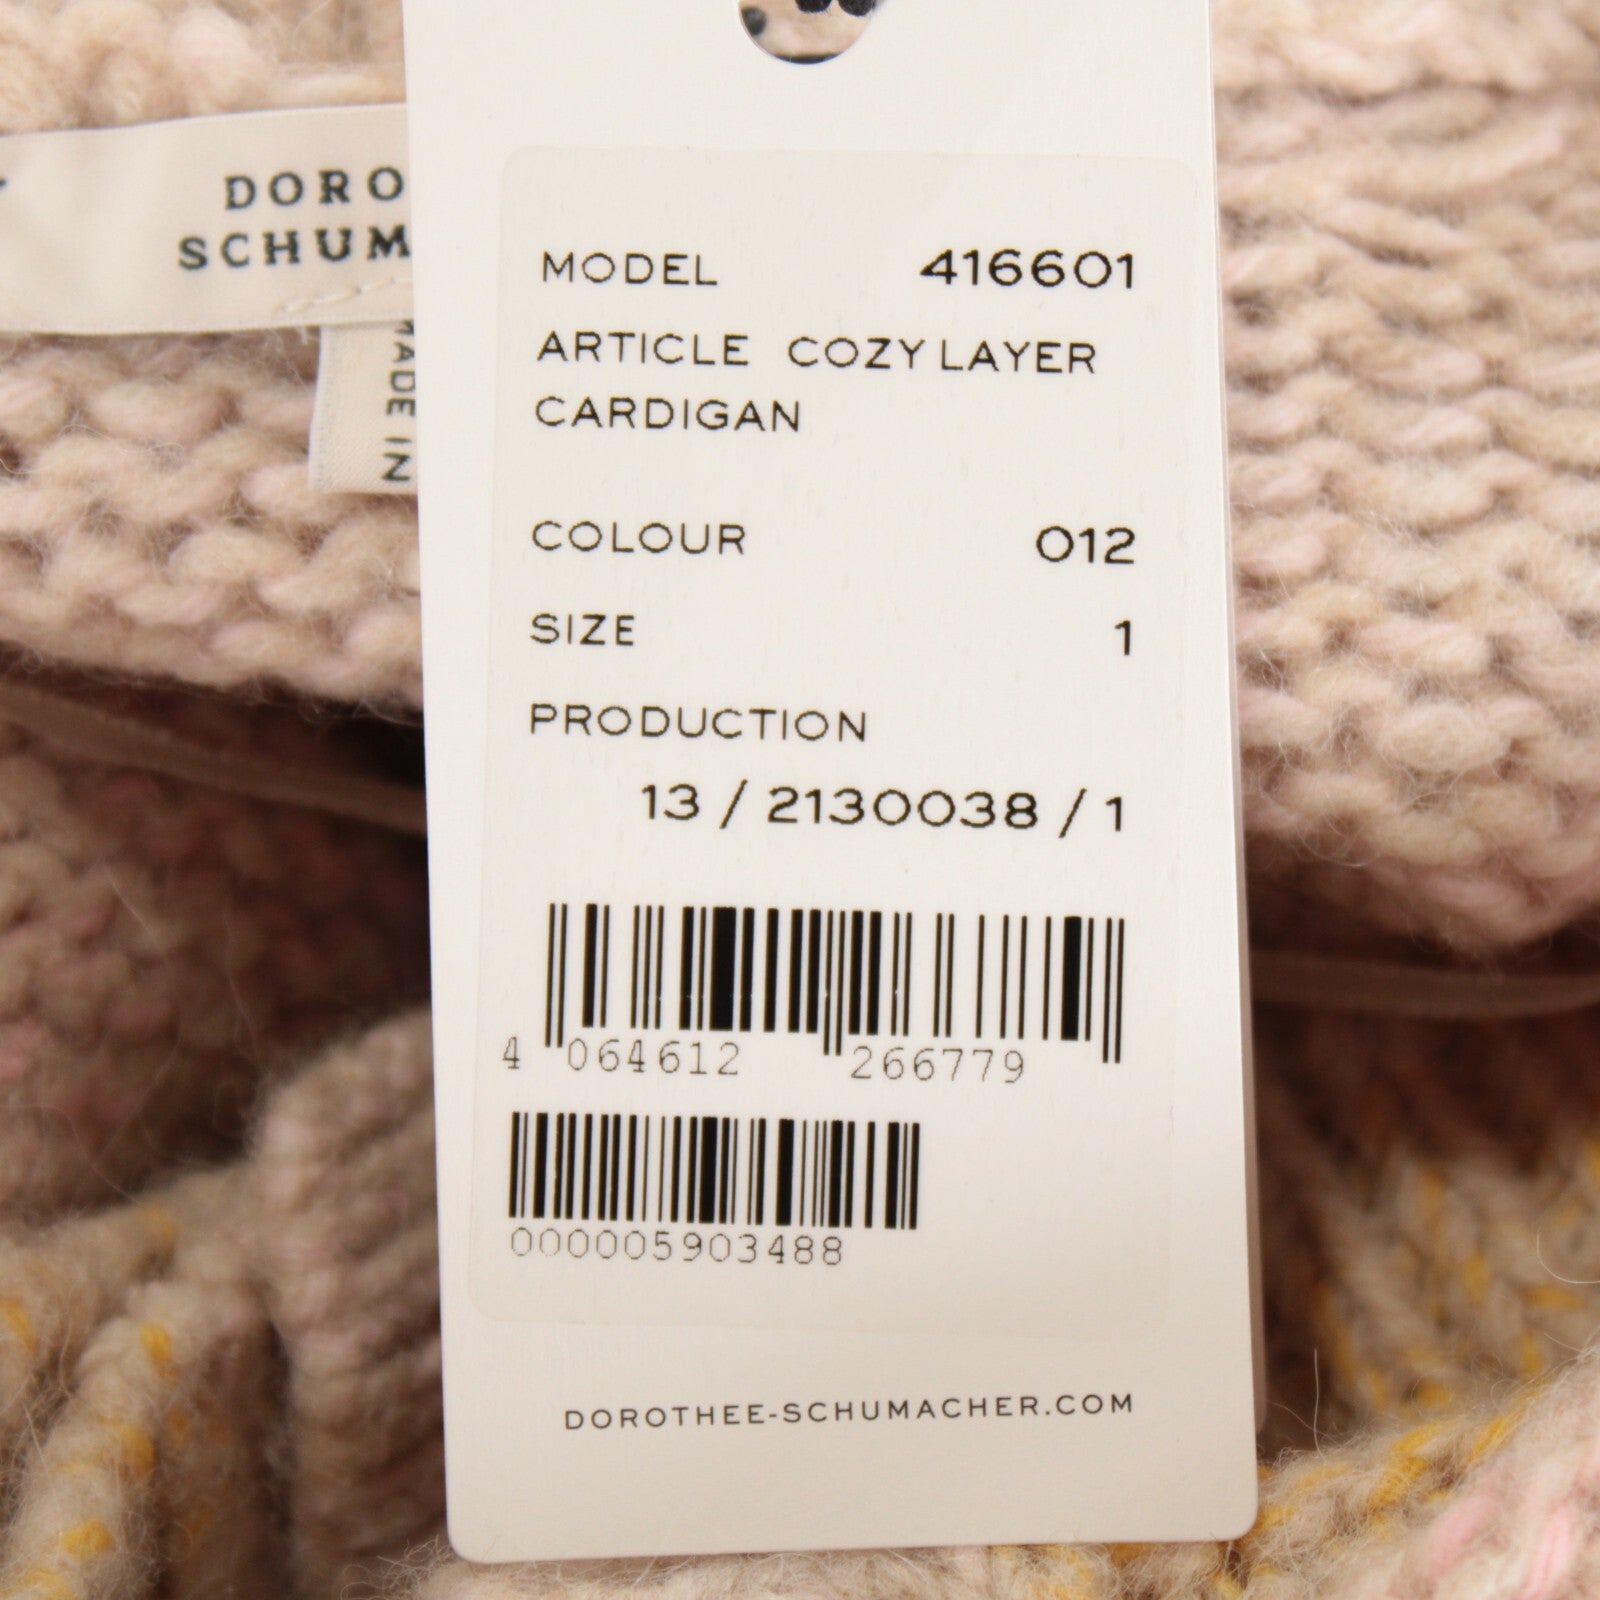 DORO
SCHUM
MADE IN
MODEL 416601
ARTICLE COZY LAYER
CARDIGAN
COLOUR 012
SIZE 1
PRODUCTION
13 / 2130038 / 1
4 064612 266779
000005903488
DOROTHEE-SCHUMACHER.COM